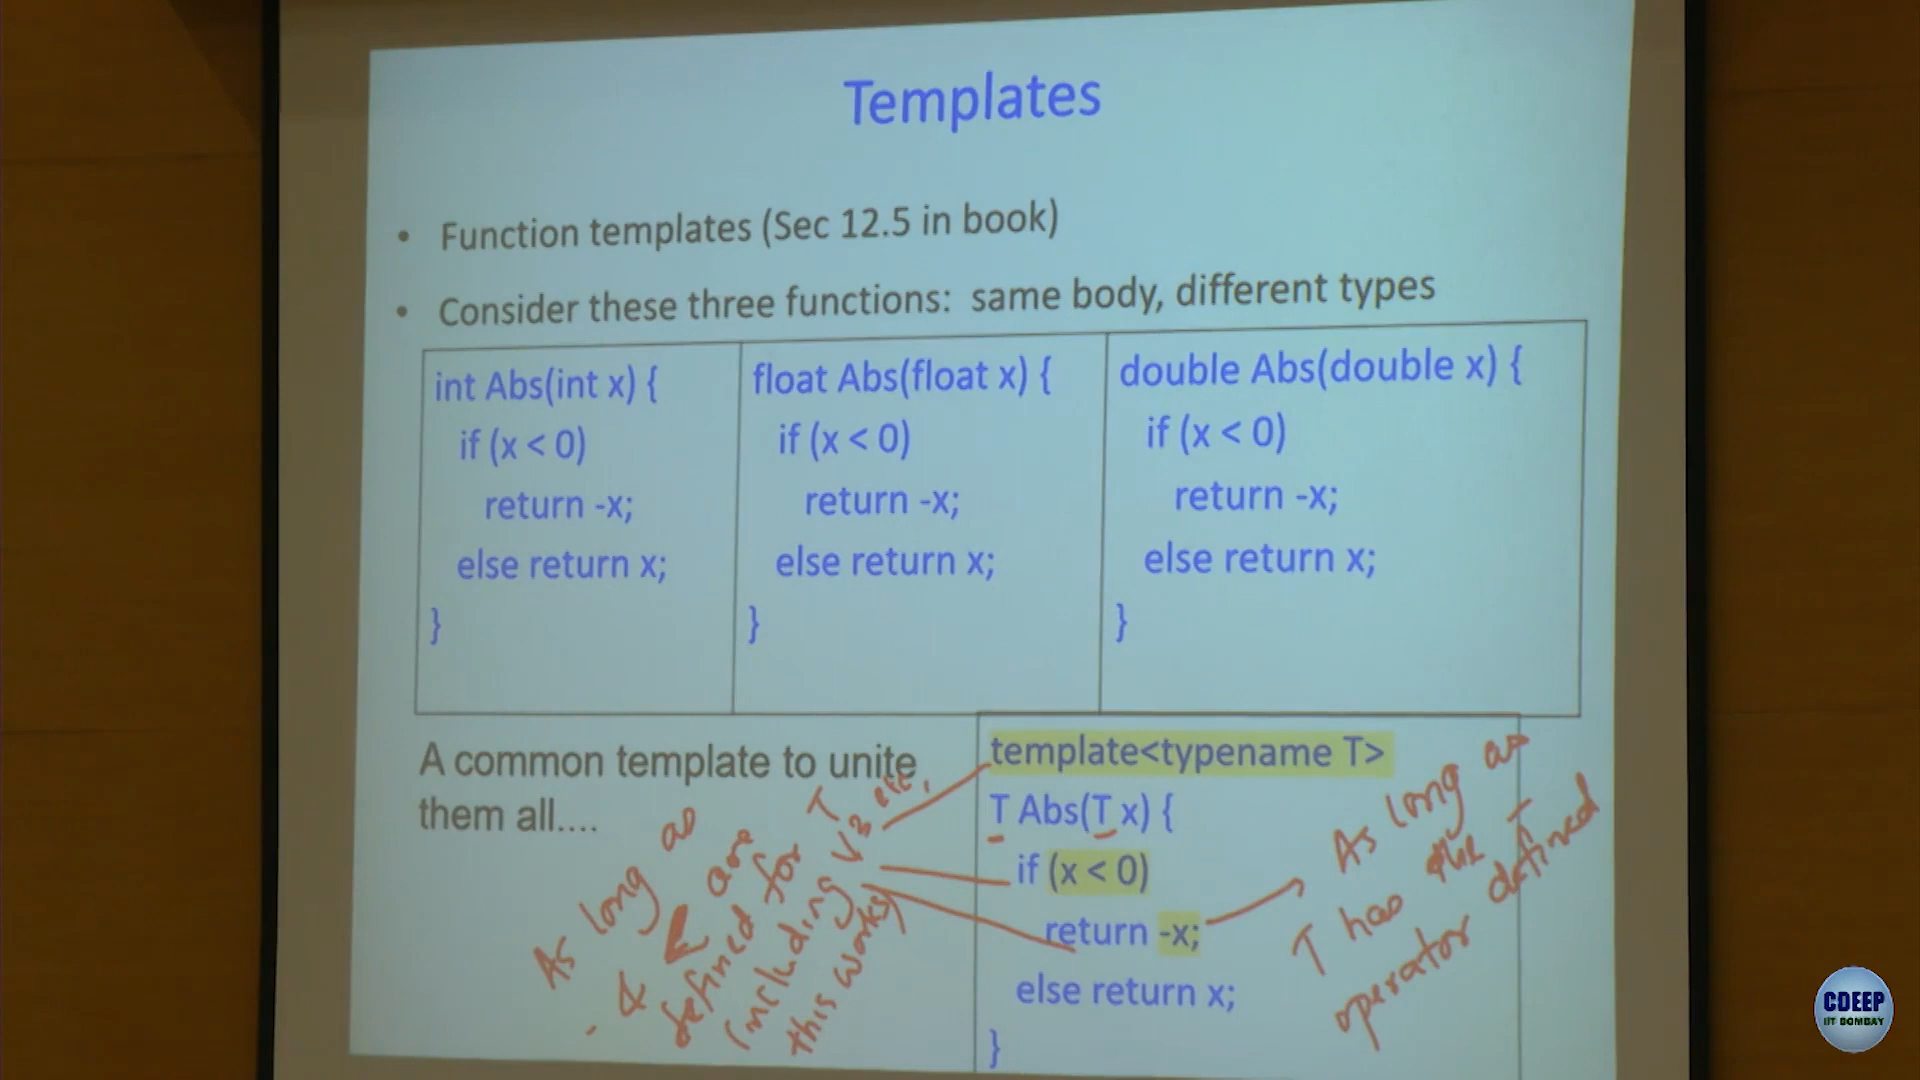 Templates
• Function templates (Sec 12.5 in book)
• Consider these three functions: same body, different types
int Abs(int x) {
if (x < 0)
return -x;
else return x;
}
float Abs(float x) {
if (x < 0)
return -x;
else return x;
}
double Abs(double x) {
if (x < 0)
return -x;
else return x;
}
A common template to unite
them all....
template<typename T>
T Abs(T x) {
if (x < 0)
return -x;
else return x;
}
As long as
- & < are
defined for T
(including V3 etc,
this works)
As long as
T has the -
operator defined
CDEEP
IIT BOMBAY